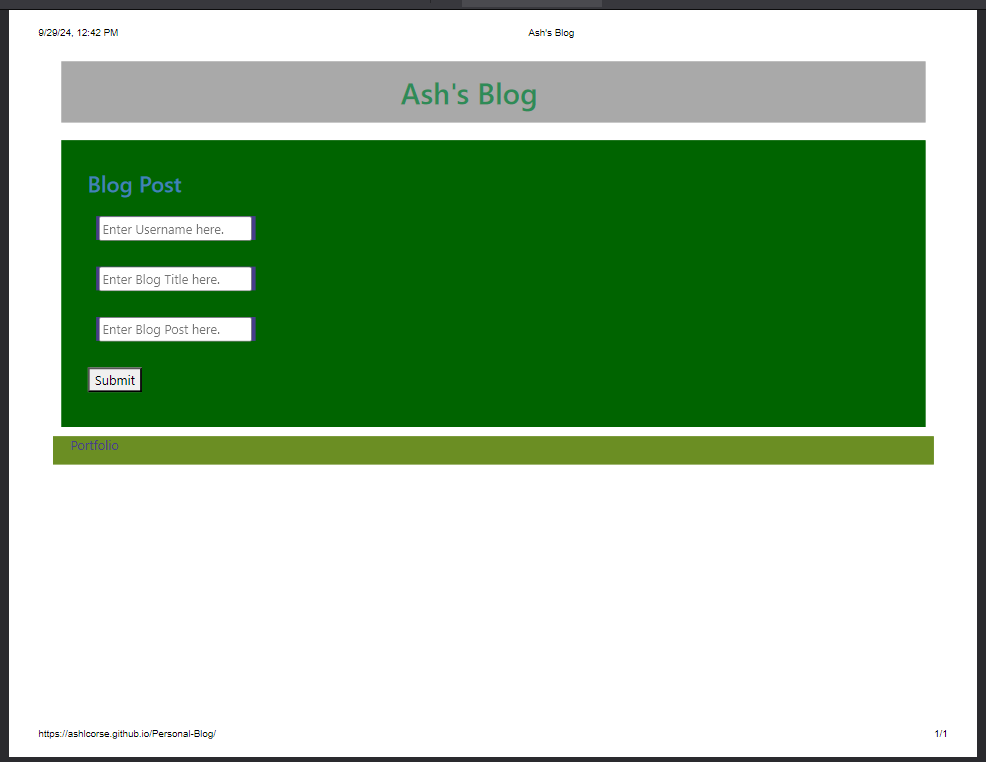 9/29/24, 12:42 PM Ash's Blog
Ash's Blog
Blog Post
Enter Username here.
Enter Blog Title here.
Enter Blog Post here.
Submit
Portfolio
https://ashlcorse.github.io/Personal-Blog/ 1/1